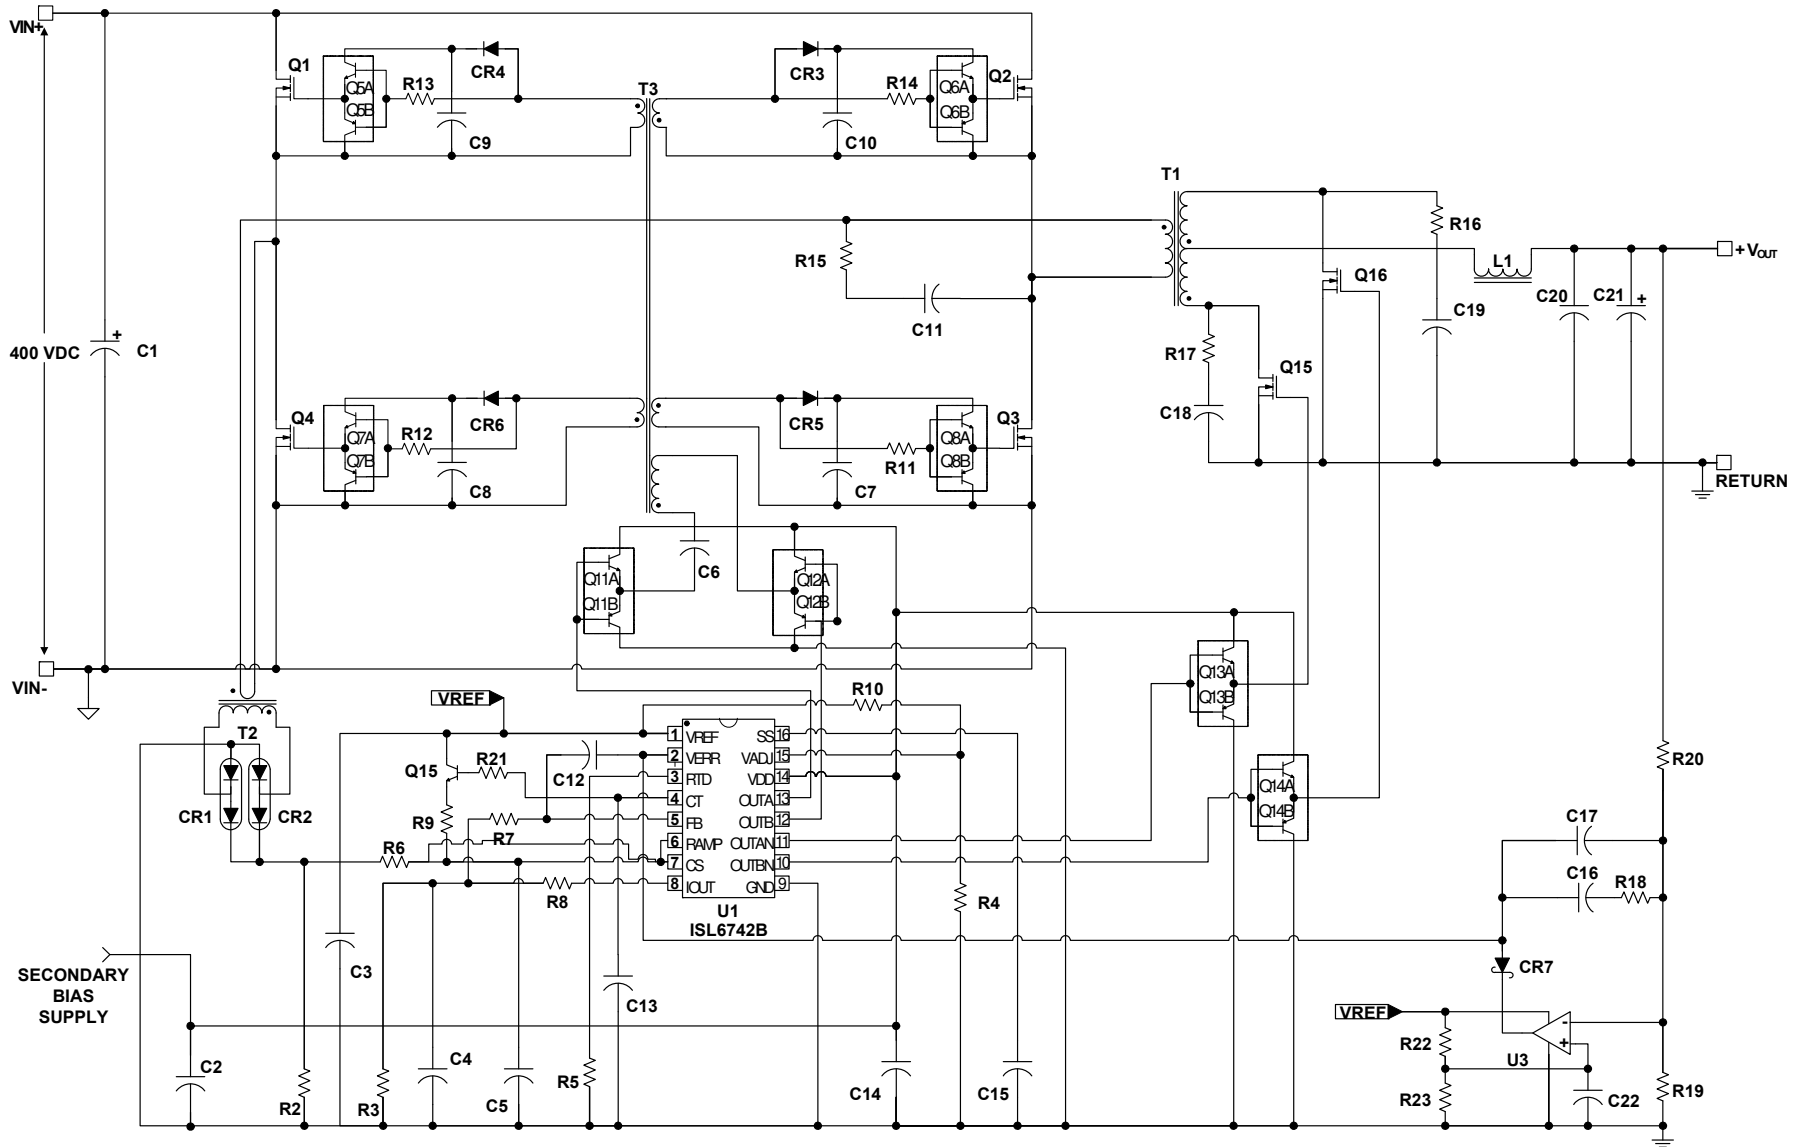 VIN+
Q1
Q5A
Q5B
R13
CR4
C9
T3
CR3
C10
R14
Q6A
Q6B
Q2
T1
R16
R15
C11
Q16
L1
C20
C21
+
+ VOUT
400 VDC
+
C1
C19
R17
Q15
C18
RETURN
Q4
Q7A
Q7B
R12
CR6
C8
CR5
C7
R11
Q8A
Q8B
Q3
Q11A
Q11B
C6
Q12A
Q12B
Q13A
Q13B
VIN-
VREF
R10
T2
CR1
CR2
Q15
R21
C12
R9
R7
R6
R8
1 VREF
2 VERR
3 RTD
4 CT
5 FB
6 RAMP
7 CS
8 IOUT
SS 16
VADJ 15
VDD 14
OUTA 13
OUTB 12
OUTAN 11
OUTBN 10
GND 9
U1
ISL6742B
Q14A
Q14B
R20
C17
C16
R18
R4
CR7
SECONDARY
BIAS
SUPPLY
C3
C13
VREF
R22
-
+
U3
C2
R2
R3
C4
C5
R5
C14
C15
R23
C22
R19